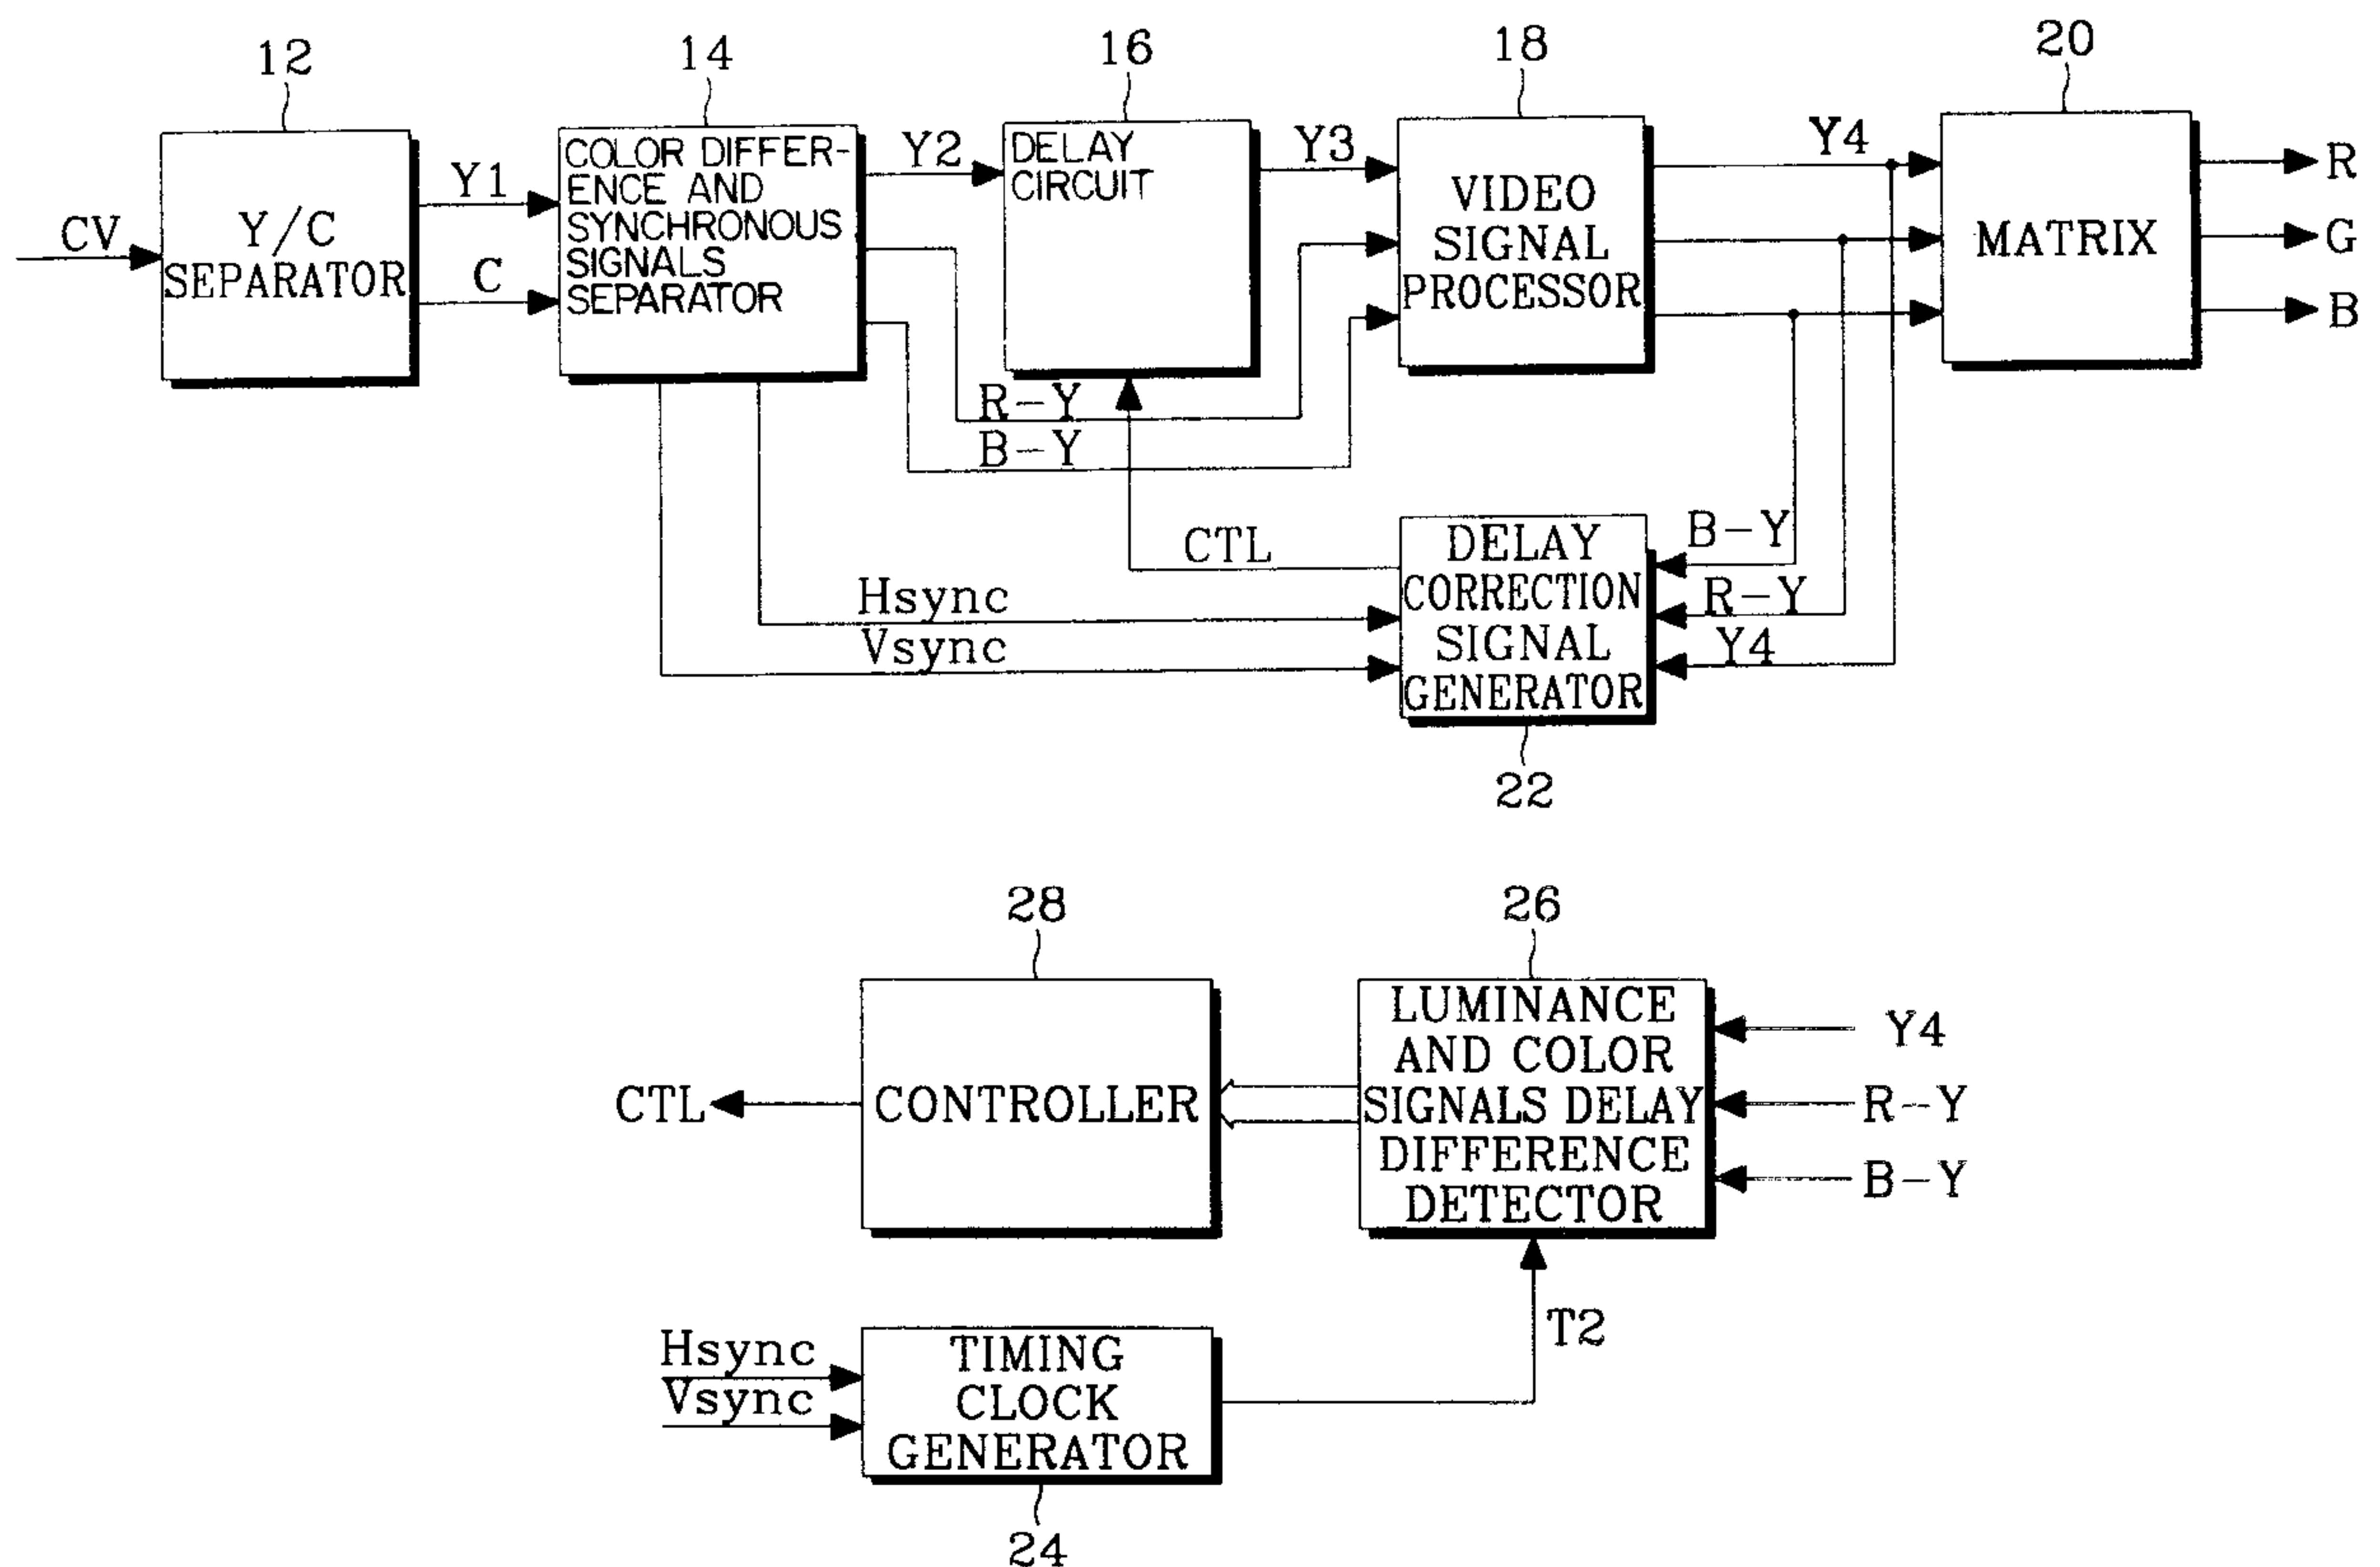 12
14
16
18
20
CV
Y/C
SEPARATOR
Y1
C
COLOR DIFFER-
ENCE AND
SYNCHRONOUS
SIGNALS
SEPARATOR
Y2
DELAY
CIRCUIT
Y3
VIDEO
SIGNAL
PROCESSOR
Y4
MATRIX
R
G
B
R-Y
B-Y
CTL
Hsync
Vsync
DELAY
CORRECTION
SIGNAL
GENERATOR
B-Y
R-Y
Y4
22
28
26
CTL
CONTROLLER
LUMINANCE
AND COLOR
SIGNALS DELAY
DIFFERENCE
DETECTOR
Y4
R-Y
B-Y
T2
Hsync
Vsync
TIMING
CLOCK
GENERATOR
24